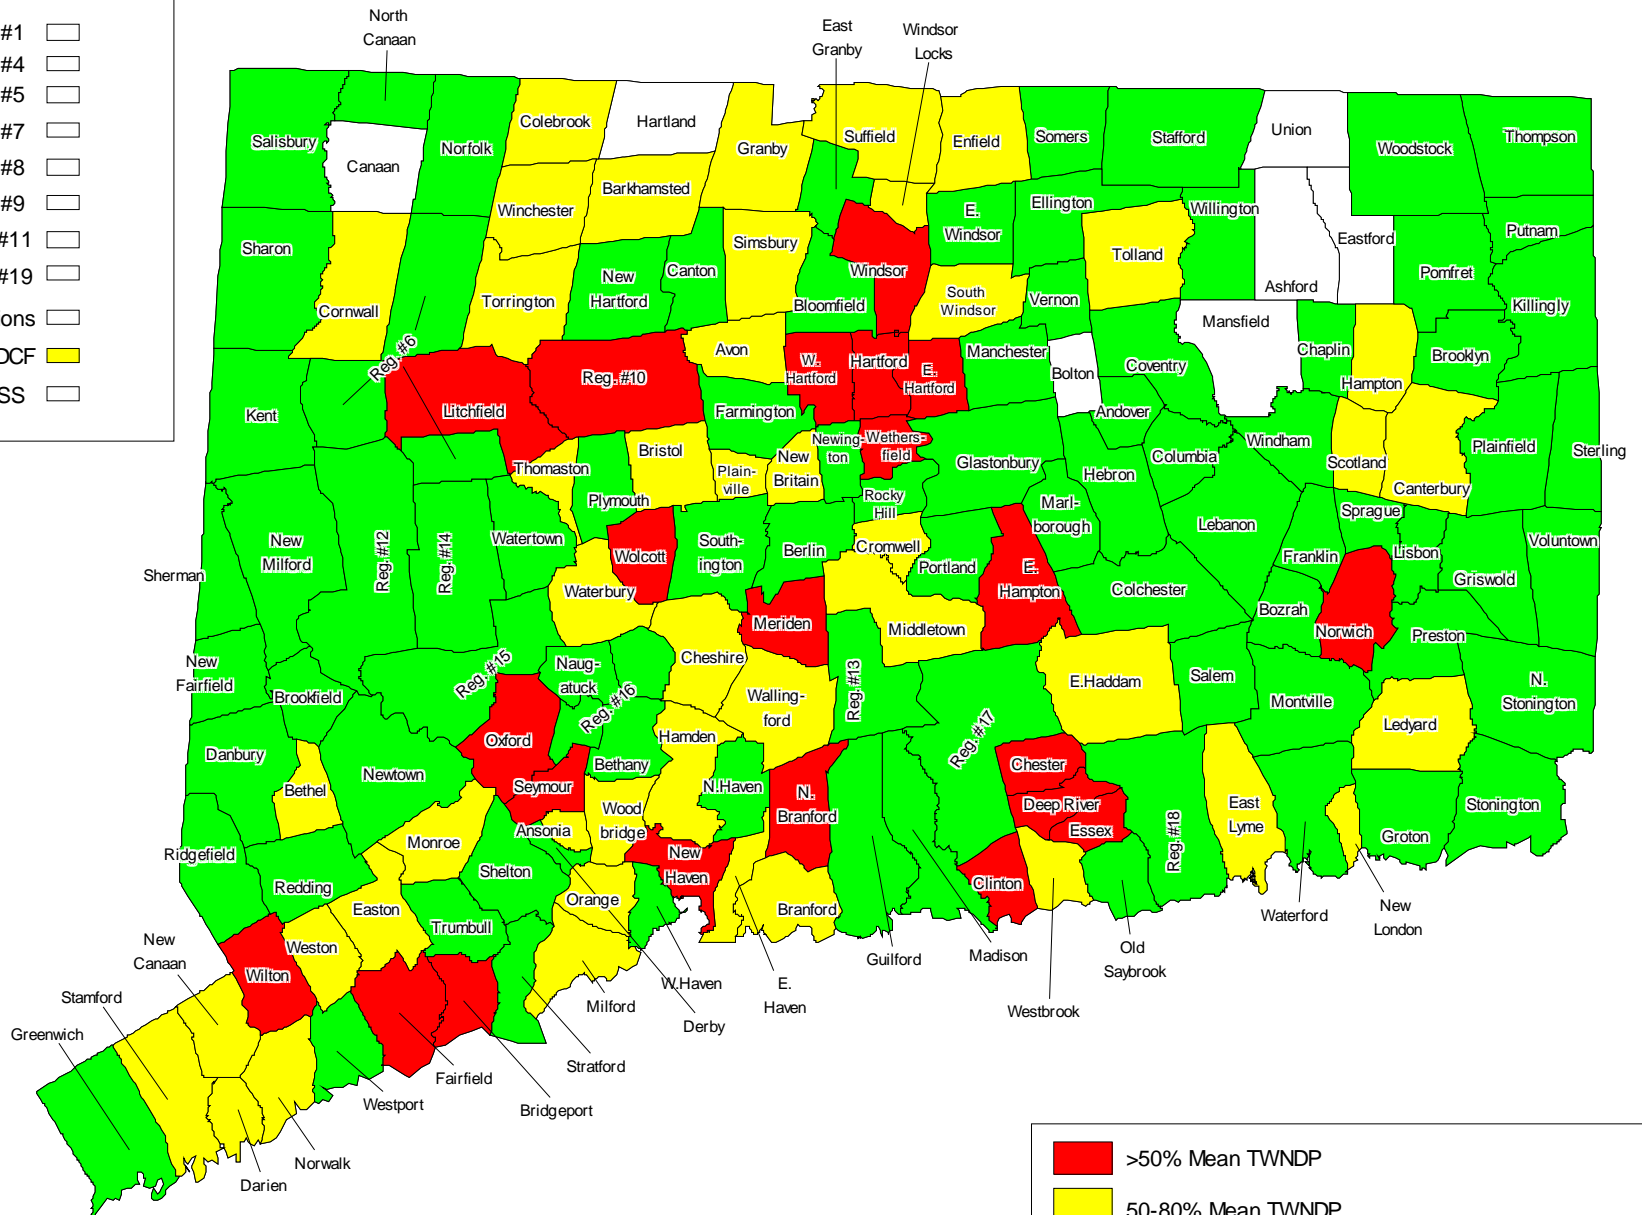 #1
#4
#5
#7
#8
#9
#11
#19
ons
DCF
SS
North
Canaan
East
Granby
Windsor
Locks
Salisbury
Canaan
Norfolk
Colebrook
Hartland
Granby
Suffield
Enfield
Somers
Stafford
Union
Woodstock
Thompson
Winchester
Barkhamsted
Simsbury
E.
Windsor
Ellington
Willington
Putnam
Sharon
Cornwall
Torrington
New
Hartford
Canton
Bloomfield
Windsor
South
Windsor
Tolland
Vernon
Ashford
Eastford
Pomfret
Killingly
Mansfield
Reg. #6
Avon
W.
Hartford
Hartford
E.
Hartford
Manchester
Bolton
Coventry
Chaplin
Hampton
Brooklyn
Kent
Litchfield
Reg. #10
Farmington
Andover
Newing-
ton
Wethers-
field
Glastonbury
Hebron
Columbia
Windham
Scotland
Canterbury
Plainfield
Sterling
Thomaston
Plymouth
Bristol
Plain-
ville
New
Britain
Rocky
Hill
Marl-
borough
Lebanon
Sprague
Franklin
Lisbon
Voluntown
New
Milford
Sherman
Reg. #12
Reg. #14
Watertown
Wolcott
South-
ington
Berlin
Cromwell
Portland
E.
Hampton
Colchester
Bozrah
Norwich
Griswold
Preston
Waterbury
Meriden
Middletown
New
Fairfield
Brookfield
Reg. #15
Naug-
atuck
Reg. #16
Cheshire
Walling-
ford
Reg. #13
Reg. #17
E.Haddam
Salem
Montville
Ledyard
N.
Stonington
Danbury
Bethel
Newtown
Oxford
Seymour
Bethany
Hamden
N.Haven
N.
Branford
Chester
Deep River
Essex
Reg. #18
East
Lyme
Groton
Stonington
Ridgefield
Redding
Monroe
Ansonia
Wood
bridge
Shelton
New
Haven
Orange
Branford
Clinton
Easton
Weston
Trumbull
Wilton
New
Canaan
Stamford
Greenwich
Milford
W.Haven
Derby
E.
Haven
Guilford
Madison
Westbrook
Old
Saybrook
Waterford
New
London
Stratford
Fairfield
Westport
Bridgeport
Norwalk
Darien
>50% Mean TWNDP
50-80% Mean TWNDP